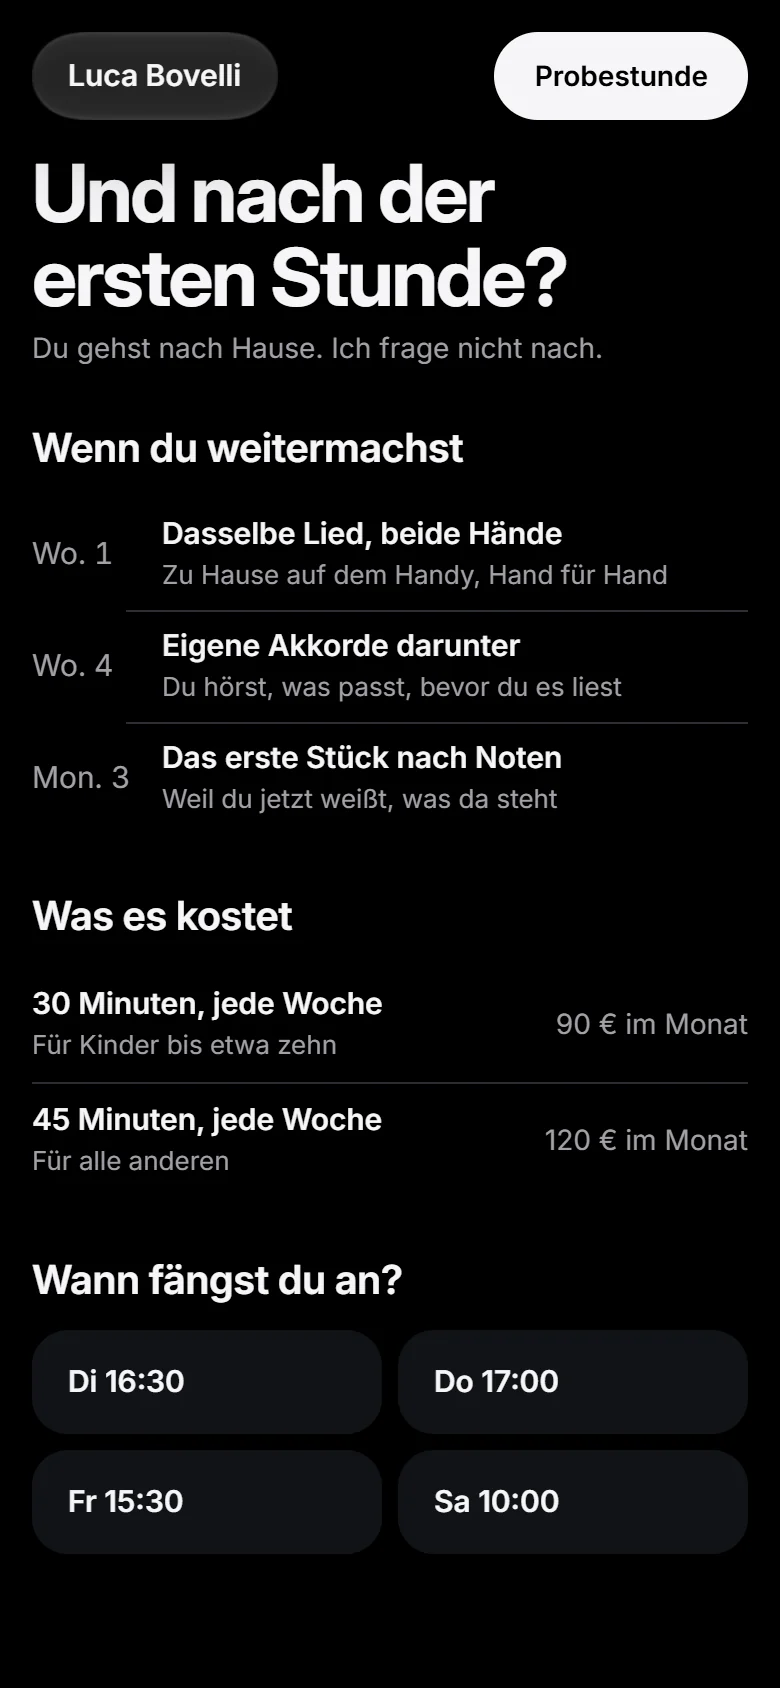 Luca Bovelli
Probestunde
Und nach der
ersten Stunde?
Du gehst nach Hause. Ich frage nicht nach.
Wenn du weitermachst
Wo. 1
Dasselbe Lied, beide Hände
Zu Hause auf dem Handy, Hand für Hand
Wo. 4
Eigene Akkorde darunter
Du hörst, was passt, bevor du es liest
Mon. 3
Das erste Stück nach Noten
Weil du jetzt weißt, was da steht
Was es kostet
30 Minuten, jede Woche
Für Kinder bis etwa zehn
90 € im Monat
45 Minuten, jede Woche
Für alle anderen
120 € im Monat
Wann fängst du an?
Di 16:30
Do 17:00
Fr 15:30
Sa 10:00